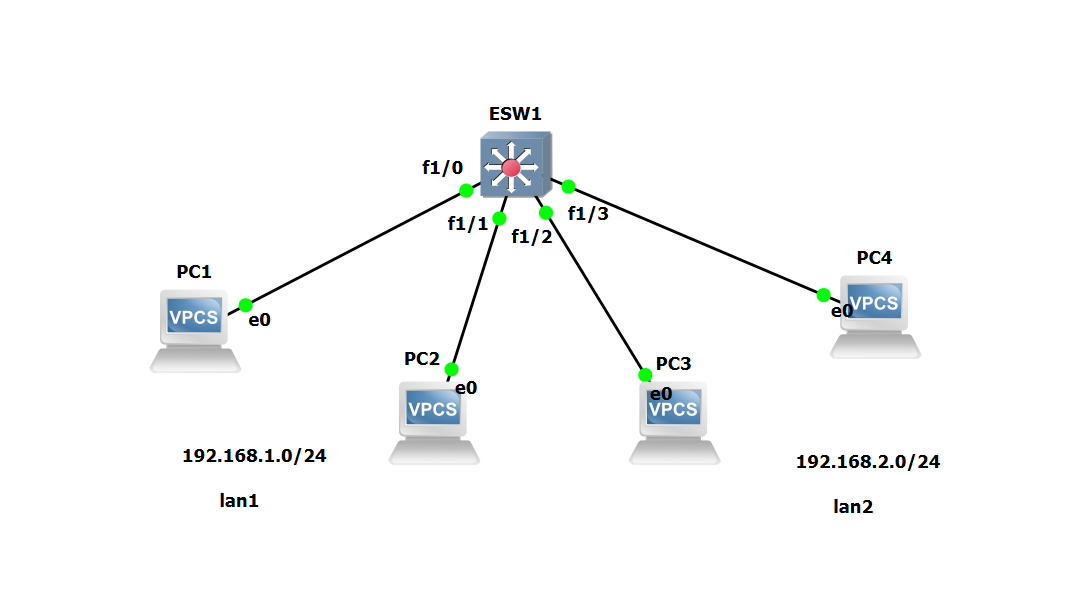 ESW1
f1/0
f1/1
f1/2
f1/3
PC1
VPCS
e0
PC2
e0
VPCS
PC3
e0
VPCS
PC4
VPCS
e0
192.168.1.0/24
lan1
192.168.2.0/24
lan2